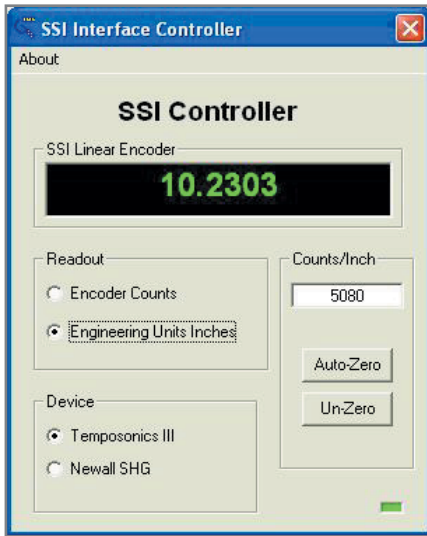 SSI Interface Controller
About
SSI Controller
SSI Linear Encoder
10.2303
Readout
Encoder Counts
Engineering Units Inches
Counts/Inch
5080
Auto-Zero
Un-Zero
Device
Temposonics III
Newall SHG